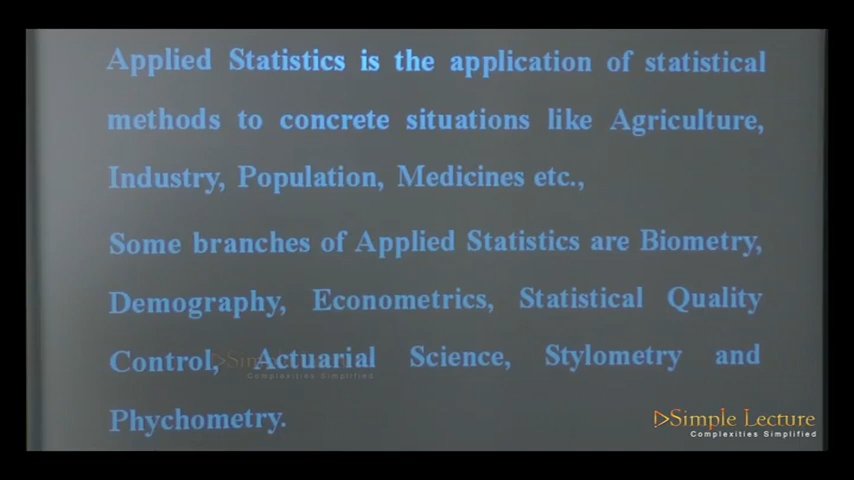 Applied Statistics is the application of statistical
methods to concrete situations like Agriculture,
Industry, Population, Medicines etc.,
Some branches of Applied Statistics are Biometry,
Demography, Econometrics, Statistical Quality
Control, Actuarial Science, Stylometry and
Phychometry.
Simple Lecture
Complexities Simplified
Complexities Simplified